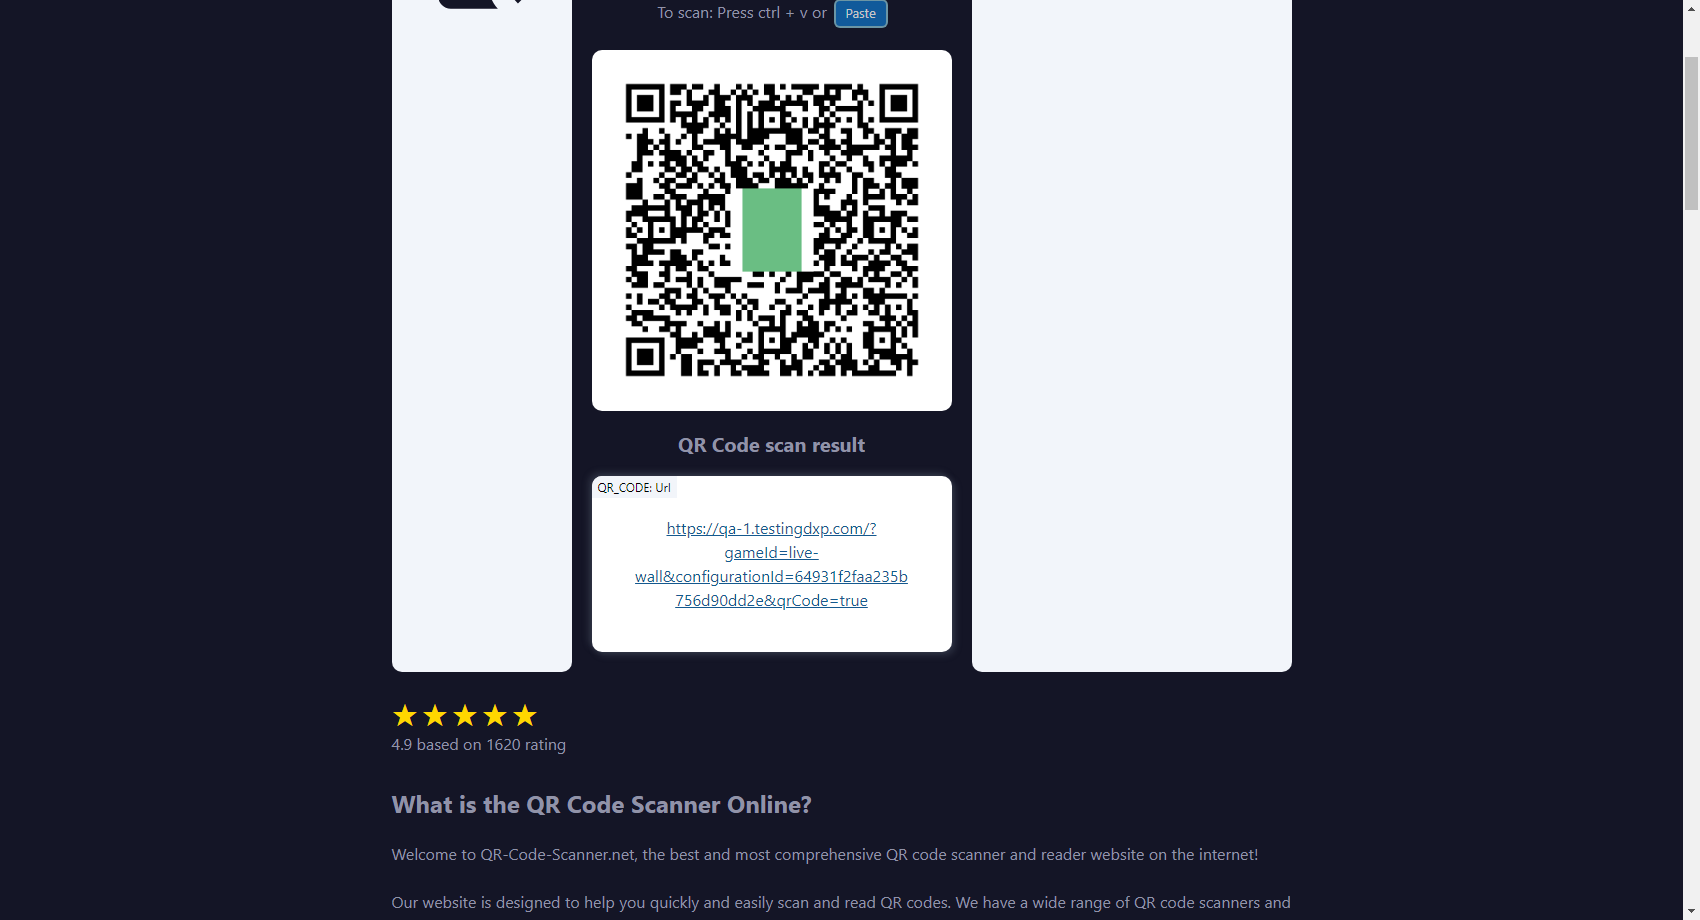 To scan: Press ctrl + v or Paste
QR Code scan result
QR_CODE: Url
https://qa-1.testingdxp.com/?
gameId=live-
wall&configurationId=64931f2faa235b
756d90dd2e&qrCode=true
4.9 based on 1620 rating
What is the QR Code Scanner Online?
Welcome to QR-Code-Scanner.net, the best and most comprehensive QR code scanner and reader website on the internet!
Our website is designed to help you quickly and easily scan and read QR codes. We have a wide range of QR code scanners and